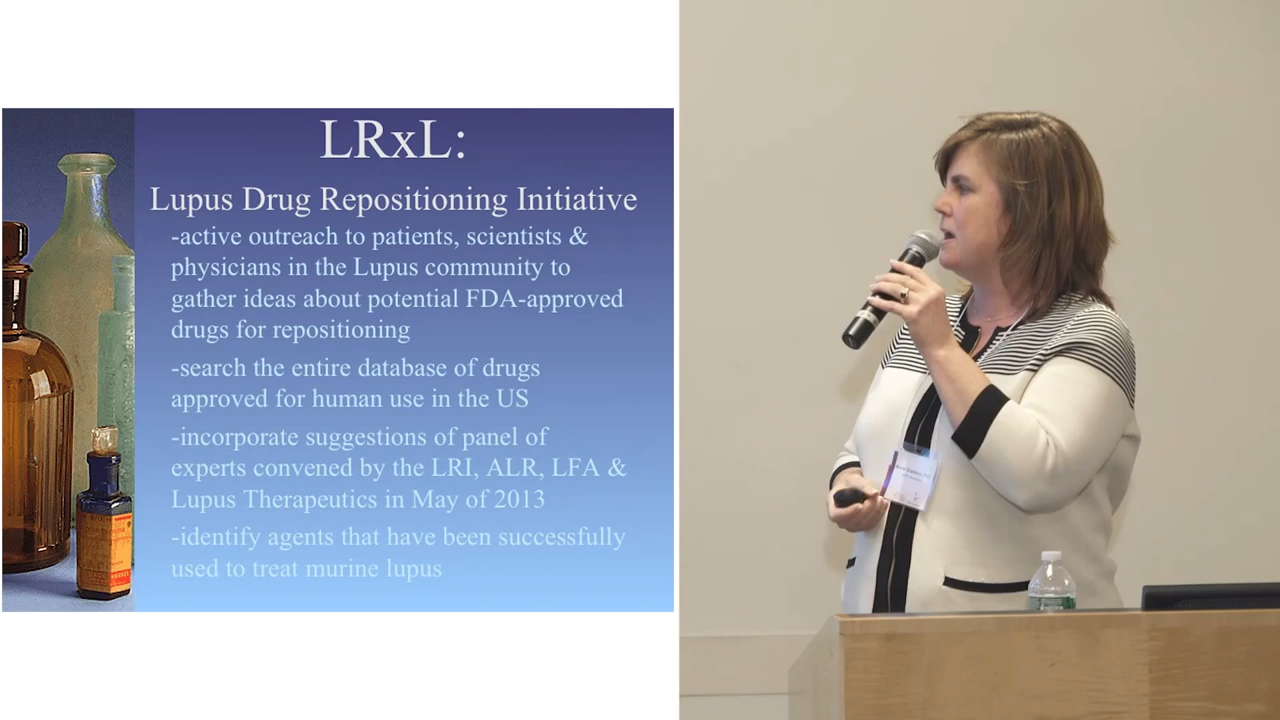 LRxL:
Lupus Drug Repositioning Initiative
-active outreach to patients, scientists &
physicians in the Lupus community to
gather ideas about potential FDA-approved
drugs for repositioning
-search the entire database of drugs
approved for human use in the US
-incorporate suggestions of panel of
experts convened by the LRI, ALR, LFA &
Lupus Therapeutics in May of 2013
-identify agents that have been successfully
used to treat murine lupus